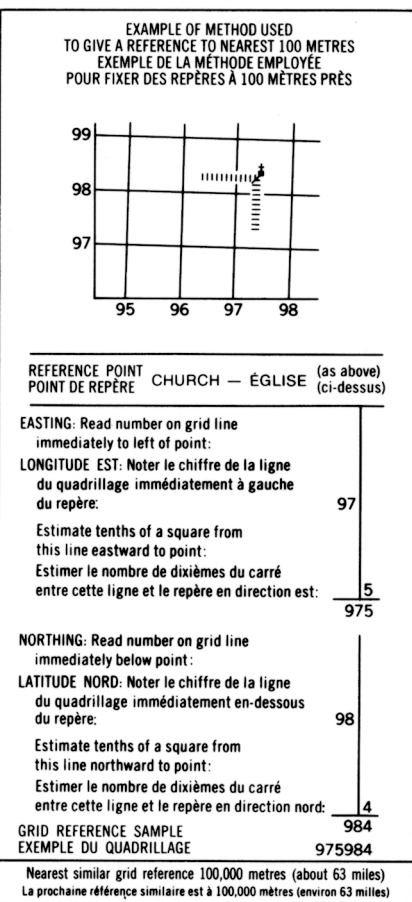 EXAMPLE OF METHOD USED
TO GIVE A REFERENCE TO NEAREST 100 METRES
EXEMPLE DE LA MÉTHODE EMPLOYÉE
POUR FIXER DES REPÈRES À 100 MÈTRES PRÈS
99
98
97
95 96 97 98
REFERENCE POINT CHURCH — ÉGLISE (as above)
POINT DE REPÈRE (ci-dessus)
EASTING: Read number on grid line
immediately to left of point:
LONGITUDE EST: Noter le chiffre de la ligne
du quadrillage immédiatement à gauche
du repère: 97
Estimate tenths of a square from
this line eastward to point:
Estimer le nombre de dixièmes du carré
entre cette ligne et le repère en direction est: 5
975
NORTHING: Read number on grid line
immediately below point:
LATITUDE NORD: Noter le chiffre de la ligne
du quadrillage immédiatement en-dessous
du repère: 98
Estimate tenths of a square from
this line northward to point:
Estimer le nombre de dixièmes du carré
entre cette ligne et le repère en direction nord: 4
GRID REFERENCE SAMPLE 984
EXEMPLE DU QUADRILLAGE 975984
Nearest similar grid reference 100,000 metres (about 63 miles)
La prochaine référence similaire est à 100,000 mètres (environ 63 milles)